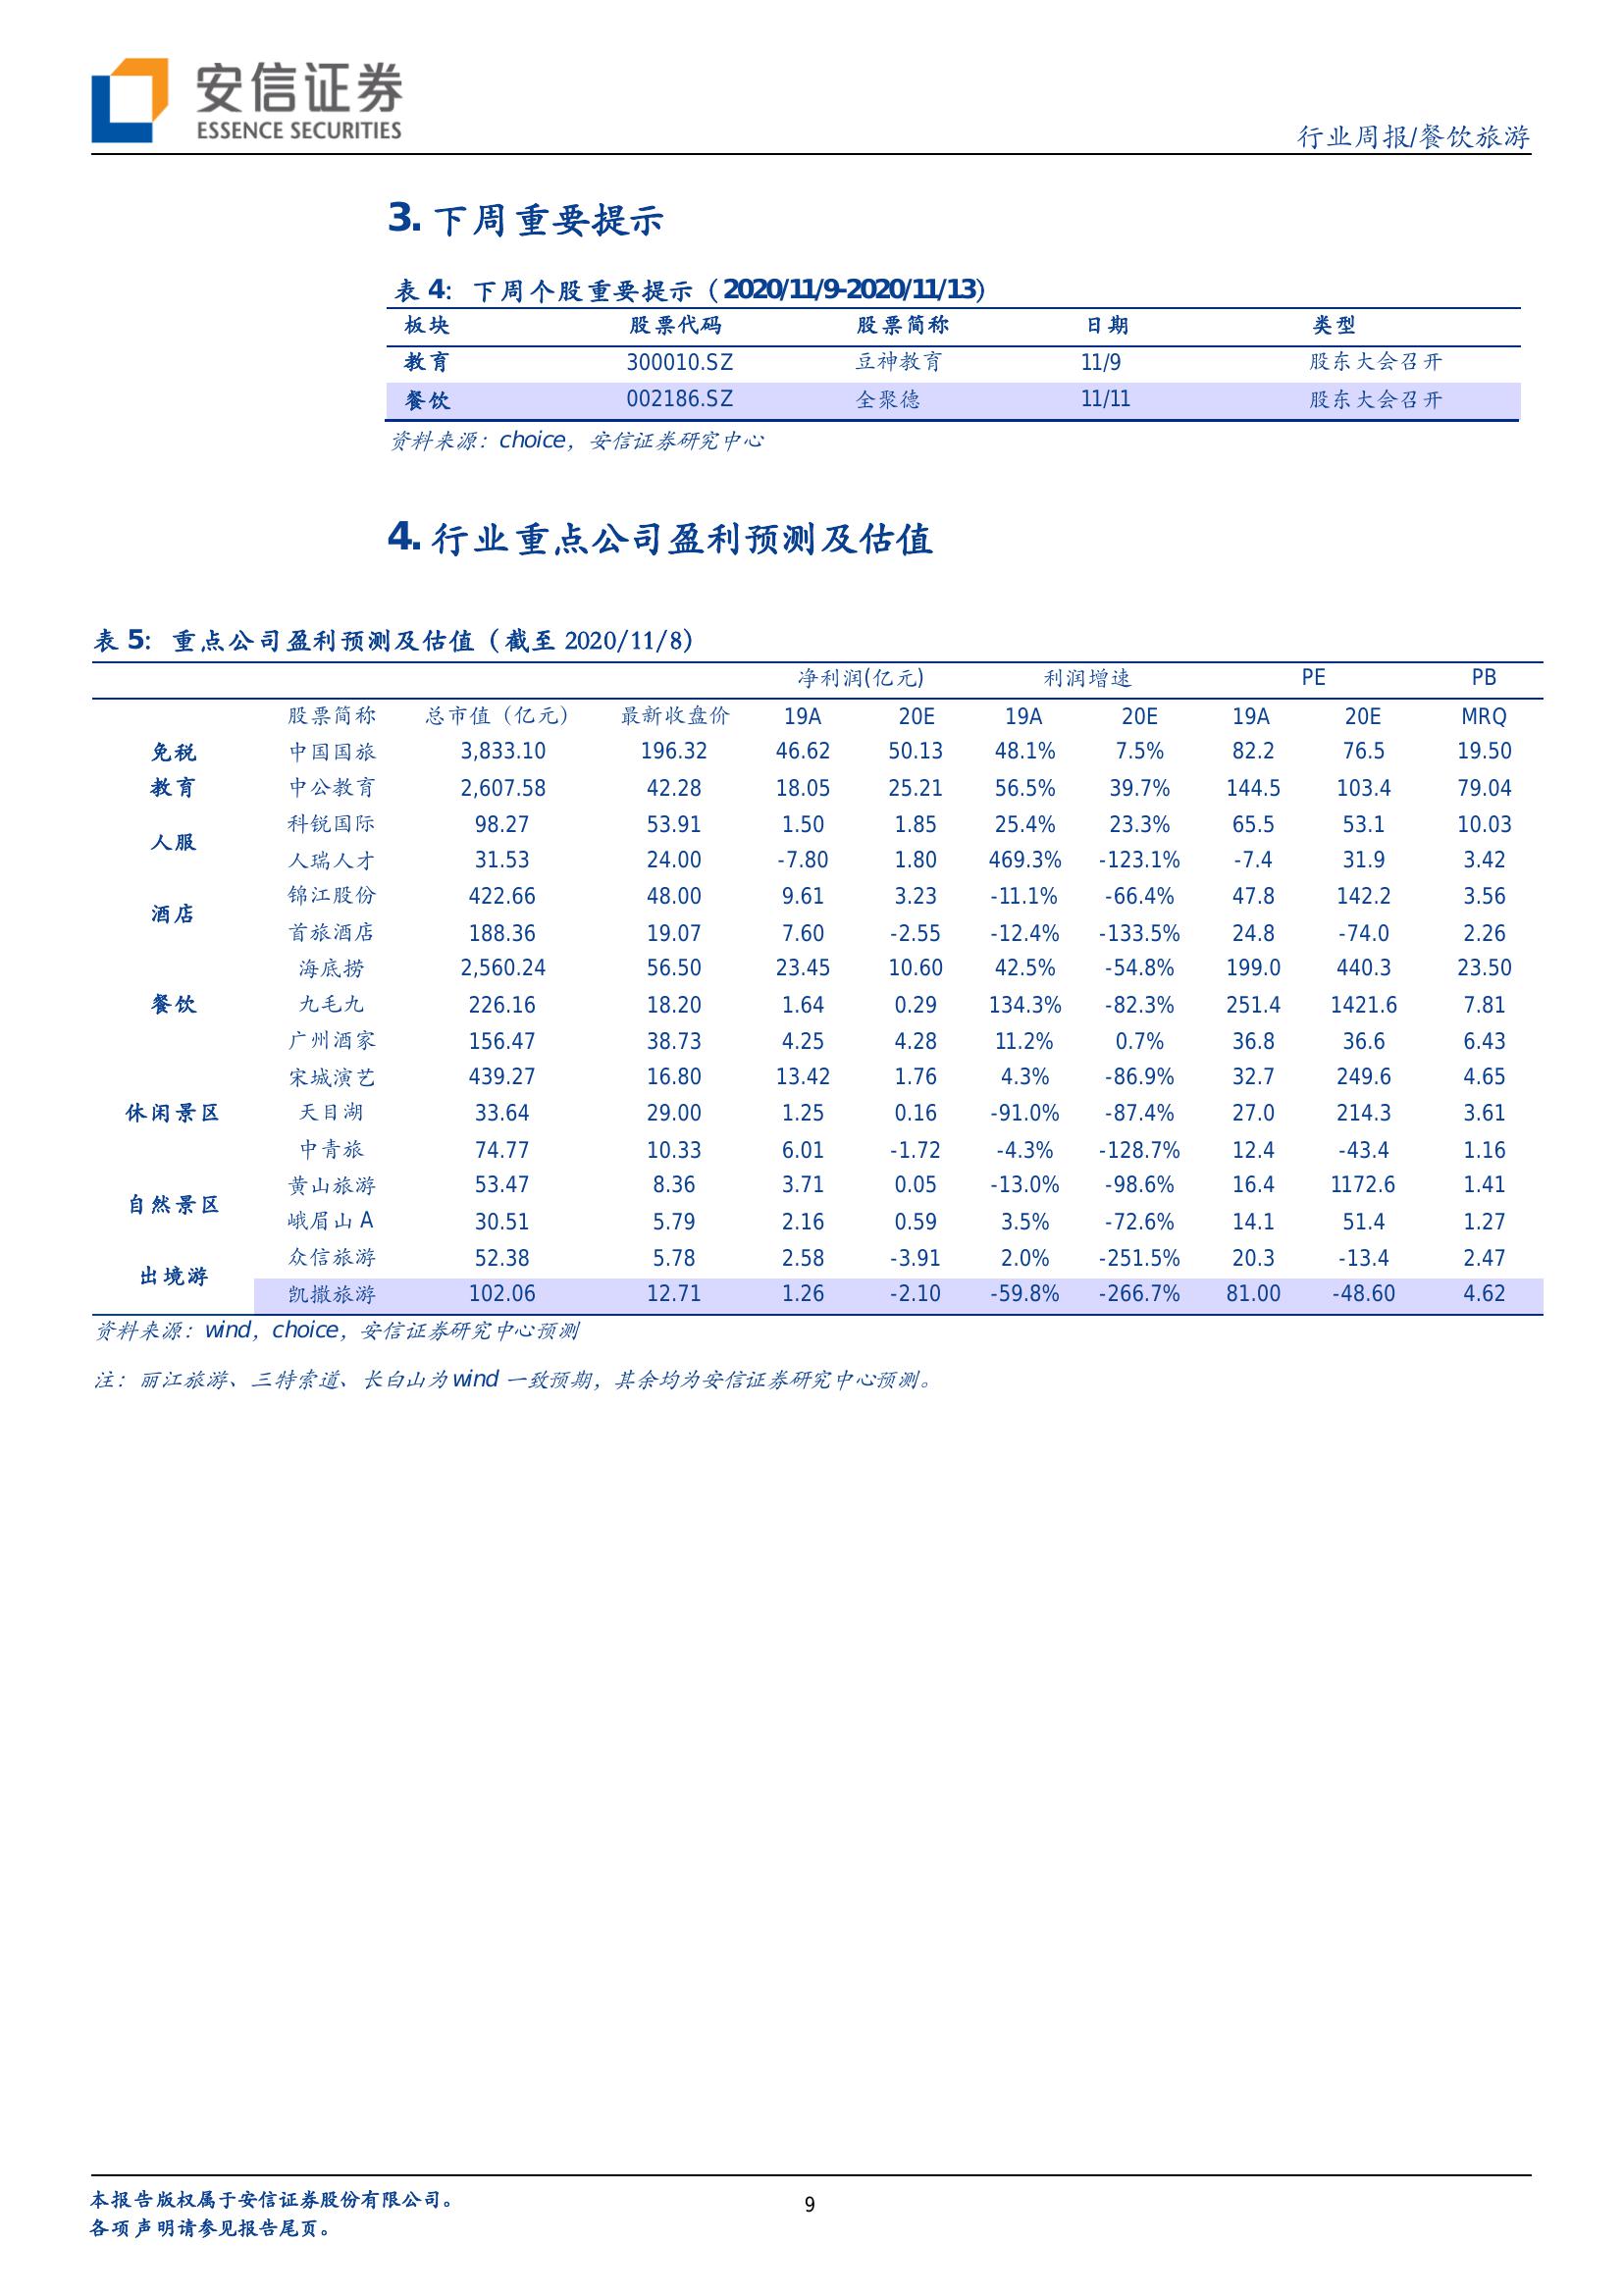 安信证券
ESSENCE SECURITIES
行业周报/餐饮旅游
3. 下周重要提示
表 4: 下周个股重要提示（2020/11/9-2020/11/13）
板块 股票代码 股票简称 日期 类型
教育 300010.SZ 豆神教育 11/9 股东大会召开
餐饮 002186.SZ 全聚德 11/11 股东大会召开
资料来源：choice，安信证券研究中心
4. 行业重点公司盈利预测及估值
表 5: 重点公司盈利预测及估值（截至 2020/11/8）
净利润(亿元) 利润增速 PE PB
股票简称 总市值（亿元） 最新收盘价 19A 20E 19A 20E 19A 20E MRQ
免税 中国国旅 3,833.10 196.32 46.62 50.13 48.1% 7.5% 82.2 76.5 19.50
教育 中公教育 2,607.58 42.28 18.05 25.21 56.5% 39.7% 144.5 103.4 79.04
人服 科锐国际 98.27 53.91 1.50 1.85 25.4% 23.3% 65.5 53.1 10.03
人瑞人才 31.53 24.00 -7.80 1.80 469.3% -123.1% -7.4 31.9 3.42
酒店 锦江股份 422.66 48.00 9.61 3.23 -11.1% -66.4% 47.8 142.2 3.56
首旅酒店 188.36 19.07 7.60 -2.55 -12.4% -133.5% 24.8 -74.0 2.26
海底捞 2,560.24 56.50 23.45 10.60 42.5% -54.8% 199.0 440.3 23.50
餐饮 九毛九 226.16 18.20 1.64 0.29 134.3% -82.3% 251.4 1421.6 7.81
广州酒家 156.47 38.73 4.25 4.28 11.2% 0.7% 36.8 36.6 6.43
宋城演艺 439.27 16.80 13.42 1.76 4.3% -86.9% 32.7 249.6 4.65
休闲景区 天目湖 33.64 29.00 1.25 0.16 -91.0% -87.4% 27.0 214.3 3.61
中青旅 74.77 10.33 6.01 -1.72 -4.3% -128.7% 12.4 -43.4 1.16
自然景区 黄山旅游 53.47 8.36 3.71 0.05 -13.0% -98.6% 16.4 1172.6 1.41
峨眉山 A 30.51 5.79 2.16 0.59 3.5% -72.6% 14.1 51.4 1.27
出境游 众信旅游 52.38 5.78 2.58 -3.91 2.0% -251.5% 20.3 -13.4 2.47
凯撒旅游 102.06 12.71 1.26 -2.10 -59.8% -266.7% 81.00 -48.60 4.62
资料来源：wind，choice，安信证券研究中心预测
注：丽江旅游、三特索道、长白山为 wind 一致预期，其余均为安信证券研究中心预测。
本报告版权属于安信证券股份有限公司。
各项声明请参见报告尾页。
9